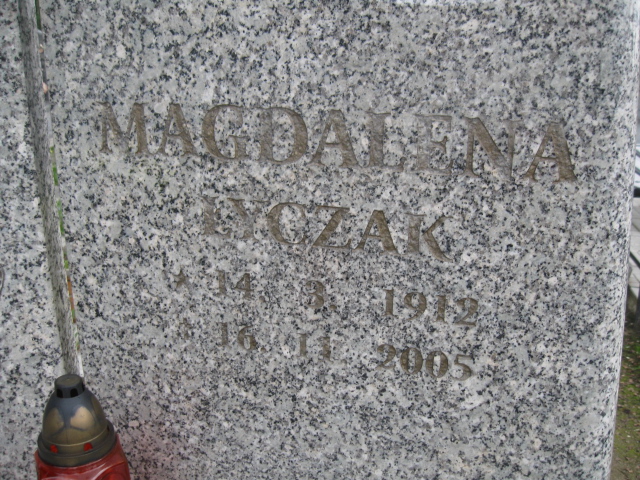 MAGDALENA
ŁYCZAK
* 14. 3. 1912
† 16. 11. 2005